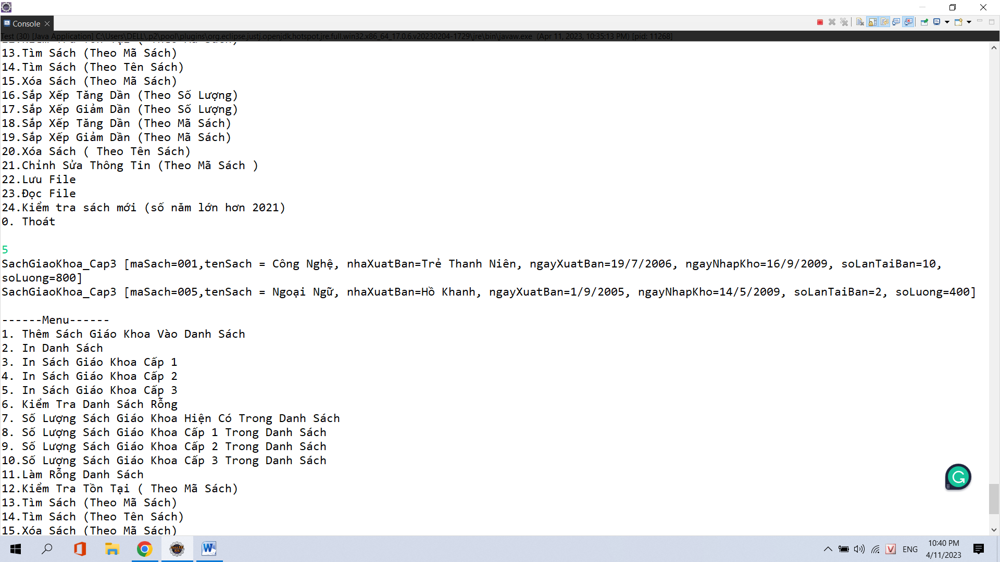 Console
Test (30) [Java Application] C:\Users\DELL\.p2\pool\plugins\org.eclipse.justj.openjdk.hotspot.jre.full.win32.x86_64_17.0.6.v20230204-1729\jre\bin\javaw.exe (Apr 11, 2023, 10:35:13 PM) [pid: 11268]
13.Tìm Sách (Theo Mã Sách)
14.Tìm Sách (Theo Tên Sách)
15.Xóa Sách (Theo Mã Sách)
16.Sắp Xếp Tăng Dần (Theo Số Lượng)
17.Sắp Xếp Giảm Dần (Theo Số Lượng)
18.Sắp Xếp Tăng Dần (Theo Mã Sách)
19.Sắp Xếp Giảm Dần (Theo Mã Sách)
20.Xóa Sách ( Theo Tên Sách)
21.Chỉnh Sửa Thông Tin (Theo Mã Sách )
22.Lưu File
23.Đọc File
24.Kiểm tra sách mới (số năm lớn hơn 2021)
0. Thoát
5
SachGiaoKhoa_Cap3 [maSach=001,tenSach = Công Nghệ, nhaXuatBan=Trẻ Thanh Niên, ngayXuatBan=19/7/2006, ngayNhapKho=16/9/2009, soLanTaiBan=10,
soLuong=800]
SachGiaoKhoa_Cap3 [maSach=005,tenSach = Ngoại Ngữ, nhaXuatBan=Hồ Khanh, ngayXuatBan=1/9/2005, ngayNhapKho=14/5/2009, soLanTaiBan=2, soLuong=400]
------Menu------
1. Thêm Sách Giáo Khoa Vào Danh Sách
2. In Danh Sách
3. In Sách Giáo Khoa Cấp 1
4. In Sách Giáo Khoa Cấp 2
5. In Sách Giáo Khoa Cấp 3
6. Kiểm Tra Danh Sách Rỗng
7. Số Lượng Sách Giáo Khoa Hiện Có Trong Danh Sách
8. Số Lượng Sách Giáo Khoa Cấp 1 Trong Danh Sách
9. Số Lượng Sách Giáo Khoa Cấp 2 Trong Danh Sách
10.Số Lượng Sách Giáo Khoa Cấp 3 Trong Danh Sách
11.Làm Rỗng Danh Sách
12.Kiểm Tra Tồn Tại ( Theo Mã Sách)
13.Tìm Sách (Theo Mã Sách)
14.Tìm Sách (Theo Tên Sách)
15.Xóa Sách (Theo Mã Sách)
ENG
10:40 PM
4/11/2023